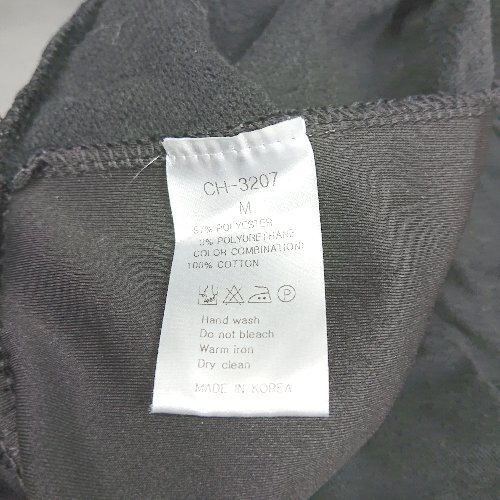 CH-3207
M
POLYESTER
POLYURETHANE
COLOR COMBINATION:
100% COTTON
Hand wash
Do not bleach
Warm iron
Dry clean
MADE IN KOREA